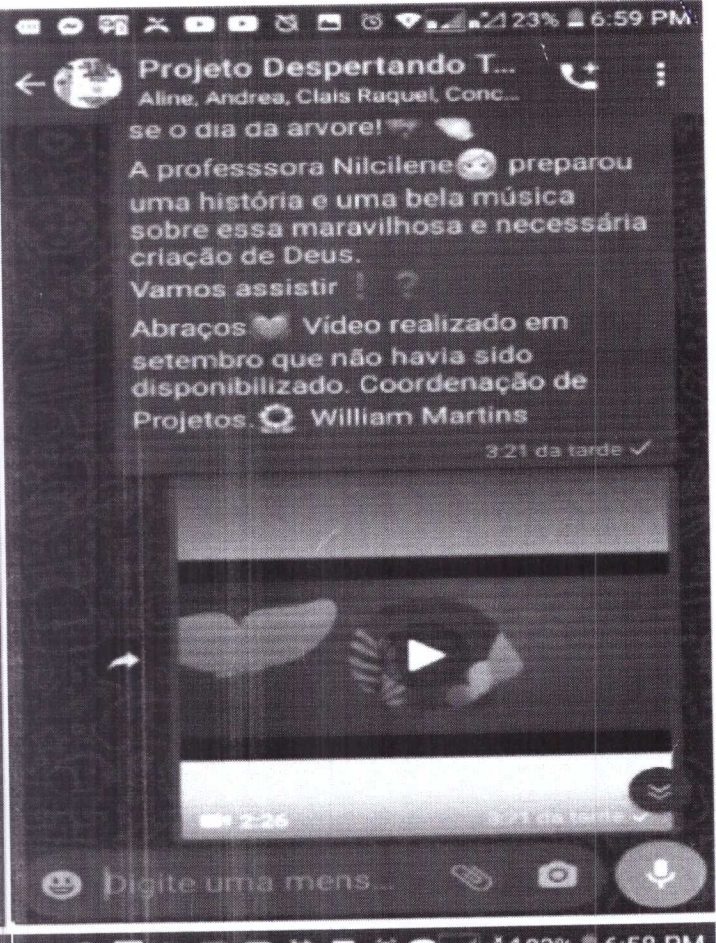 23% 6:59 PM
Projeto Despertando T...
Aline, Andrea, Clais Raquel, Conc...
se o dia da arvore!
A professsora Nilcilene preparou
uma história e uma bela música
sobre essa maravilhosa e necessária
criação de Deus.
Vamos assistir ! ?
Abraços Vídeo realizado em
setembro que não havia sido
disponibilizado. Coordenação de
Projetos. William Martins
3:21 da tarde
2:26
3:21 da tarde
Digite uma mens...
6:59 PM